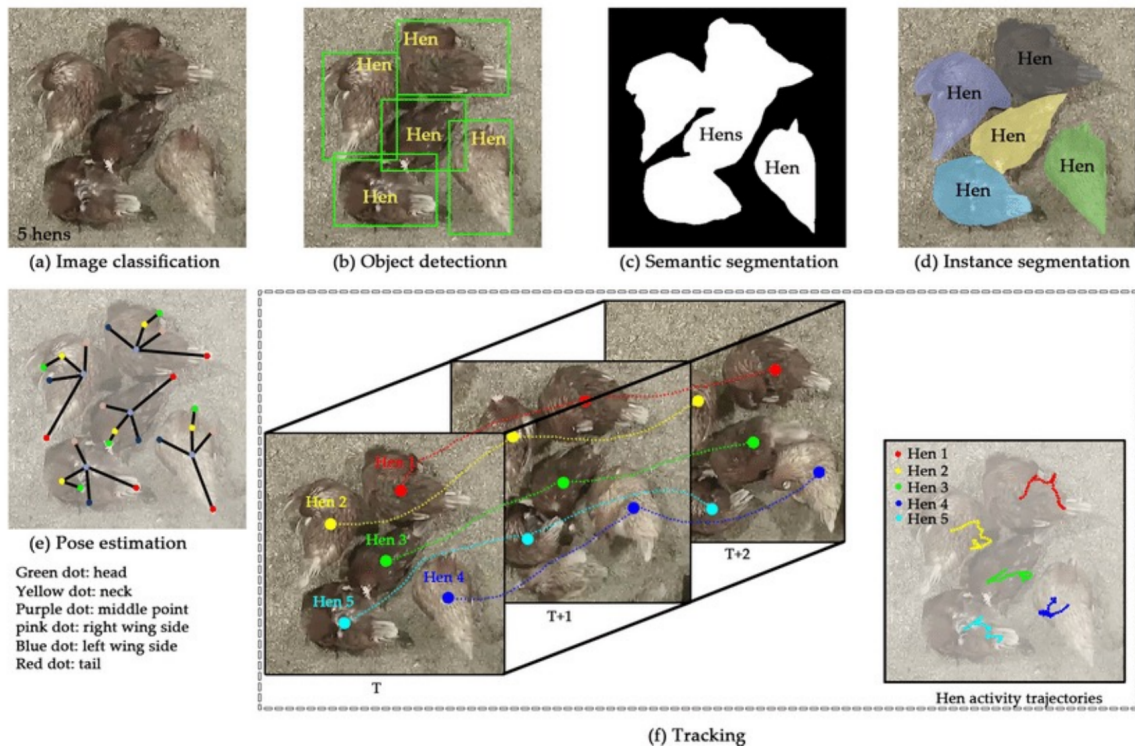 5 hens
(a) Image classification
Hen
Hen
Hen
Hen
Hen
(b) Object detectionn
Hens
Hen
(c) Semantic segmentation
Hen
Hen
Hen
Hen
Hen
(d) Instance segmentation
(e) Pose estimation
Green dot: head
Yellow dot: neck
Purple dot: middle point
pink dot: right wing side
Blue dot: left wing side
Red dot: tail
Hen 1
Hen 2
Hen 3
Hen 4
Hen 5
T
T+1
T+2
Hen 1
Hen 2
Hen 3
Hen 4
Hen 5
Hen activity trajectories
(f) Tracking